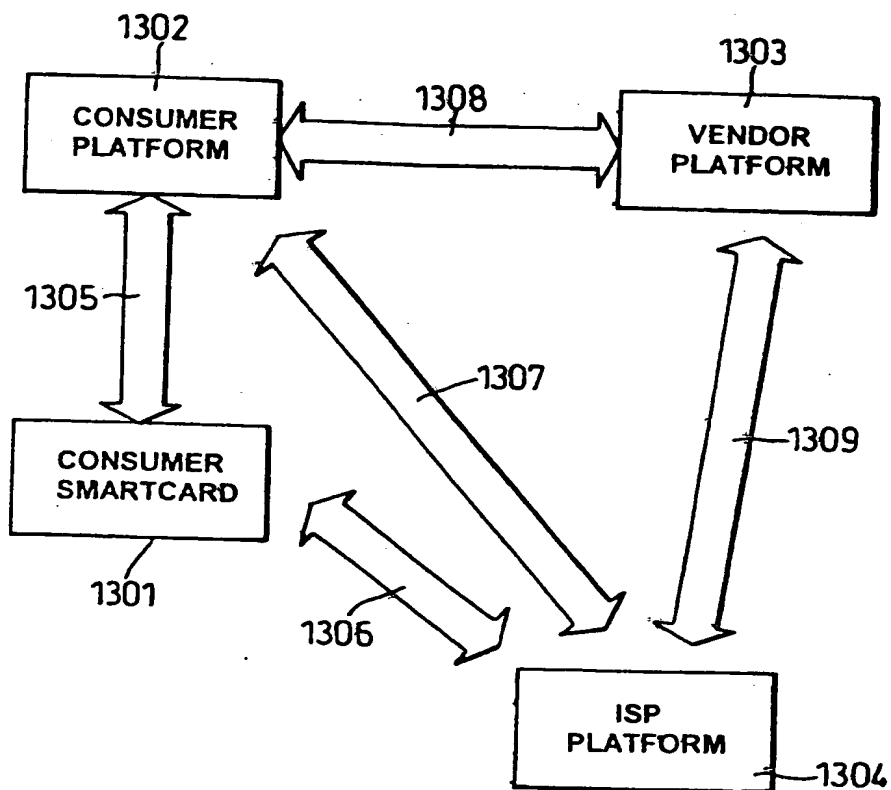 1302
1303
CONSUMER
PLATFORM
1308
VENDOR
PLATFORM
1305
1307
1309
CONSUMER
SMARTCARD
1301
1306
ISP
PLATFORM
1304